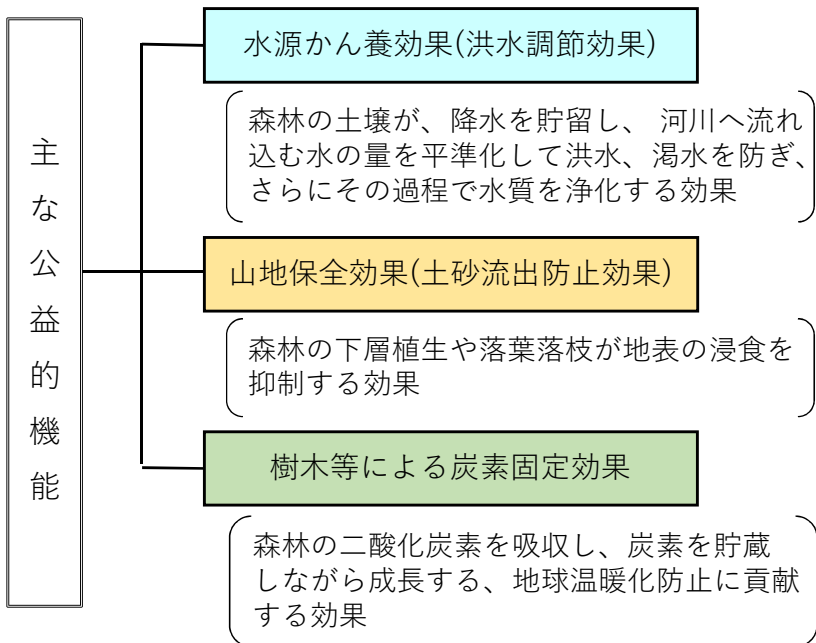 主な公益的機能
水源かん養効果(洪水調節効果)
森林の土壌が、降水を貯留し、 河川へ流れ
込む水の量を平準化して洪水、渇水を防ぎ、
さらにその過程で水質を浄化する効果
山地保全効果(土砂流出防止効果)
森林の下層植生や落葉落枝が地表の浸食を
抑制する効果
樹木等による炭素固定効果
森林の二酸化炭素を吸収し、炭素を貯蔵
しながら成長する、地球温暖化防止に貢献
する効果